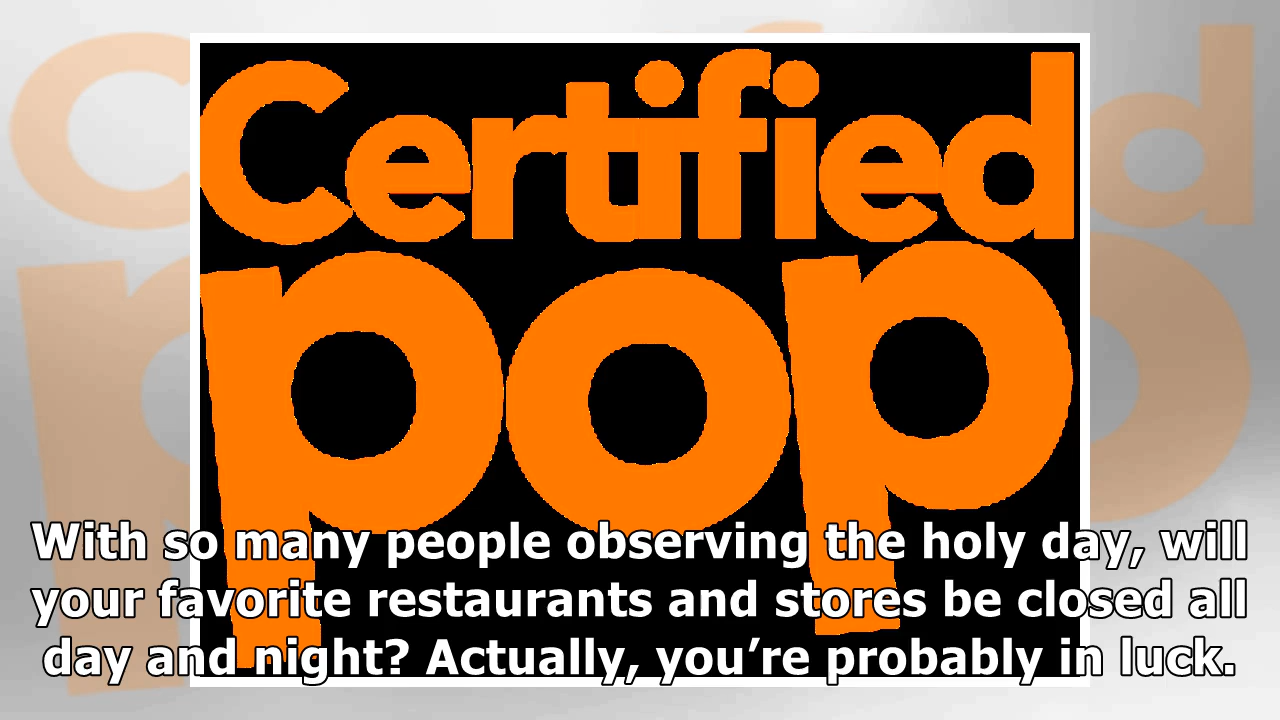 Certified
pop
With so many people observing the holy day, will
your favorite restaurants and stores be closed all
day and night? Actually, you’re probably in luck.